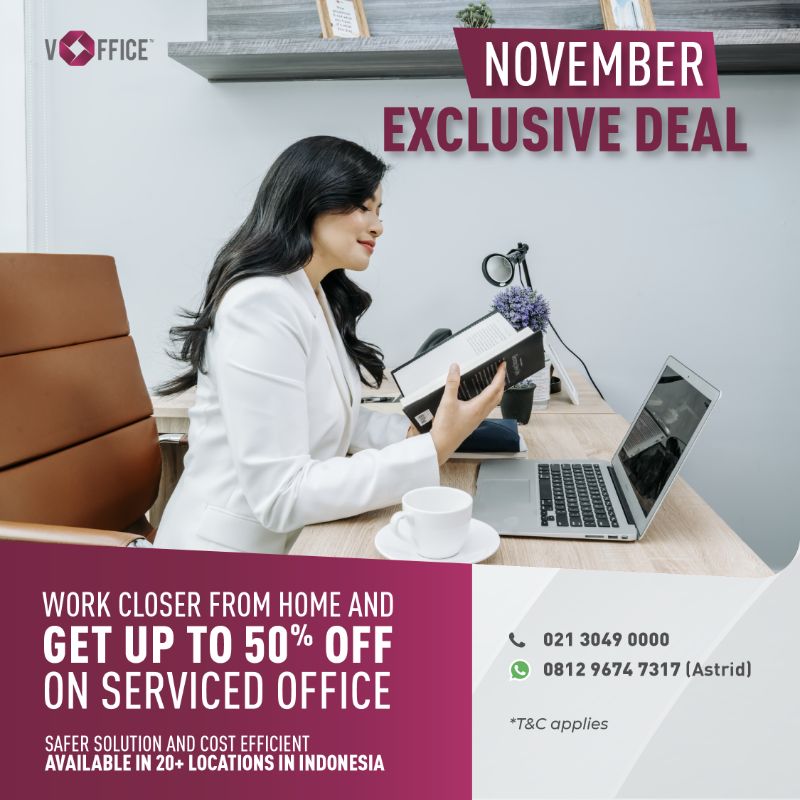 VOFFICE™
NOVEMBER
EXCLUSIVE DEAL
WORK CLOSER FROM HOME AND
GET UP TO 50% OFF
ON SERVICED OFFICE
SAFER SOLUTION AND COST EFFICIENT
AVAILABLE IN 20+ LOCATIONS IN INDONESIA
021 3049 0000
0812 9674 7317 (Astrid)
*T&C applies